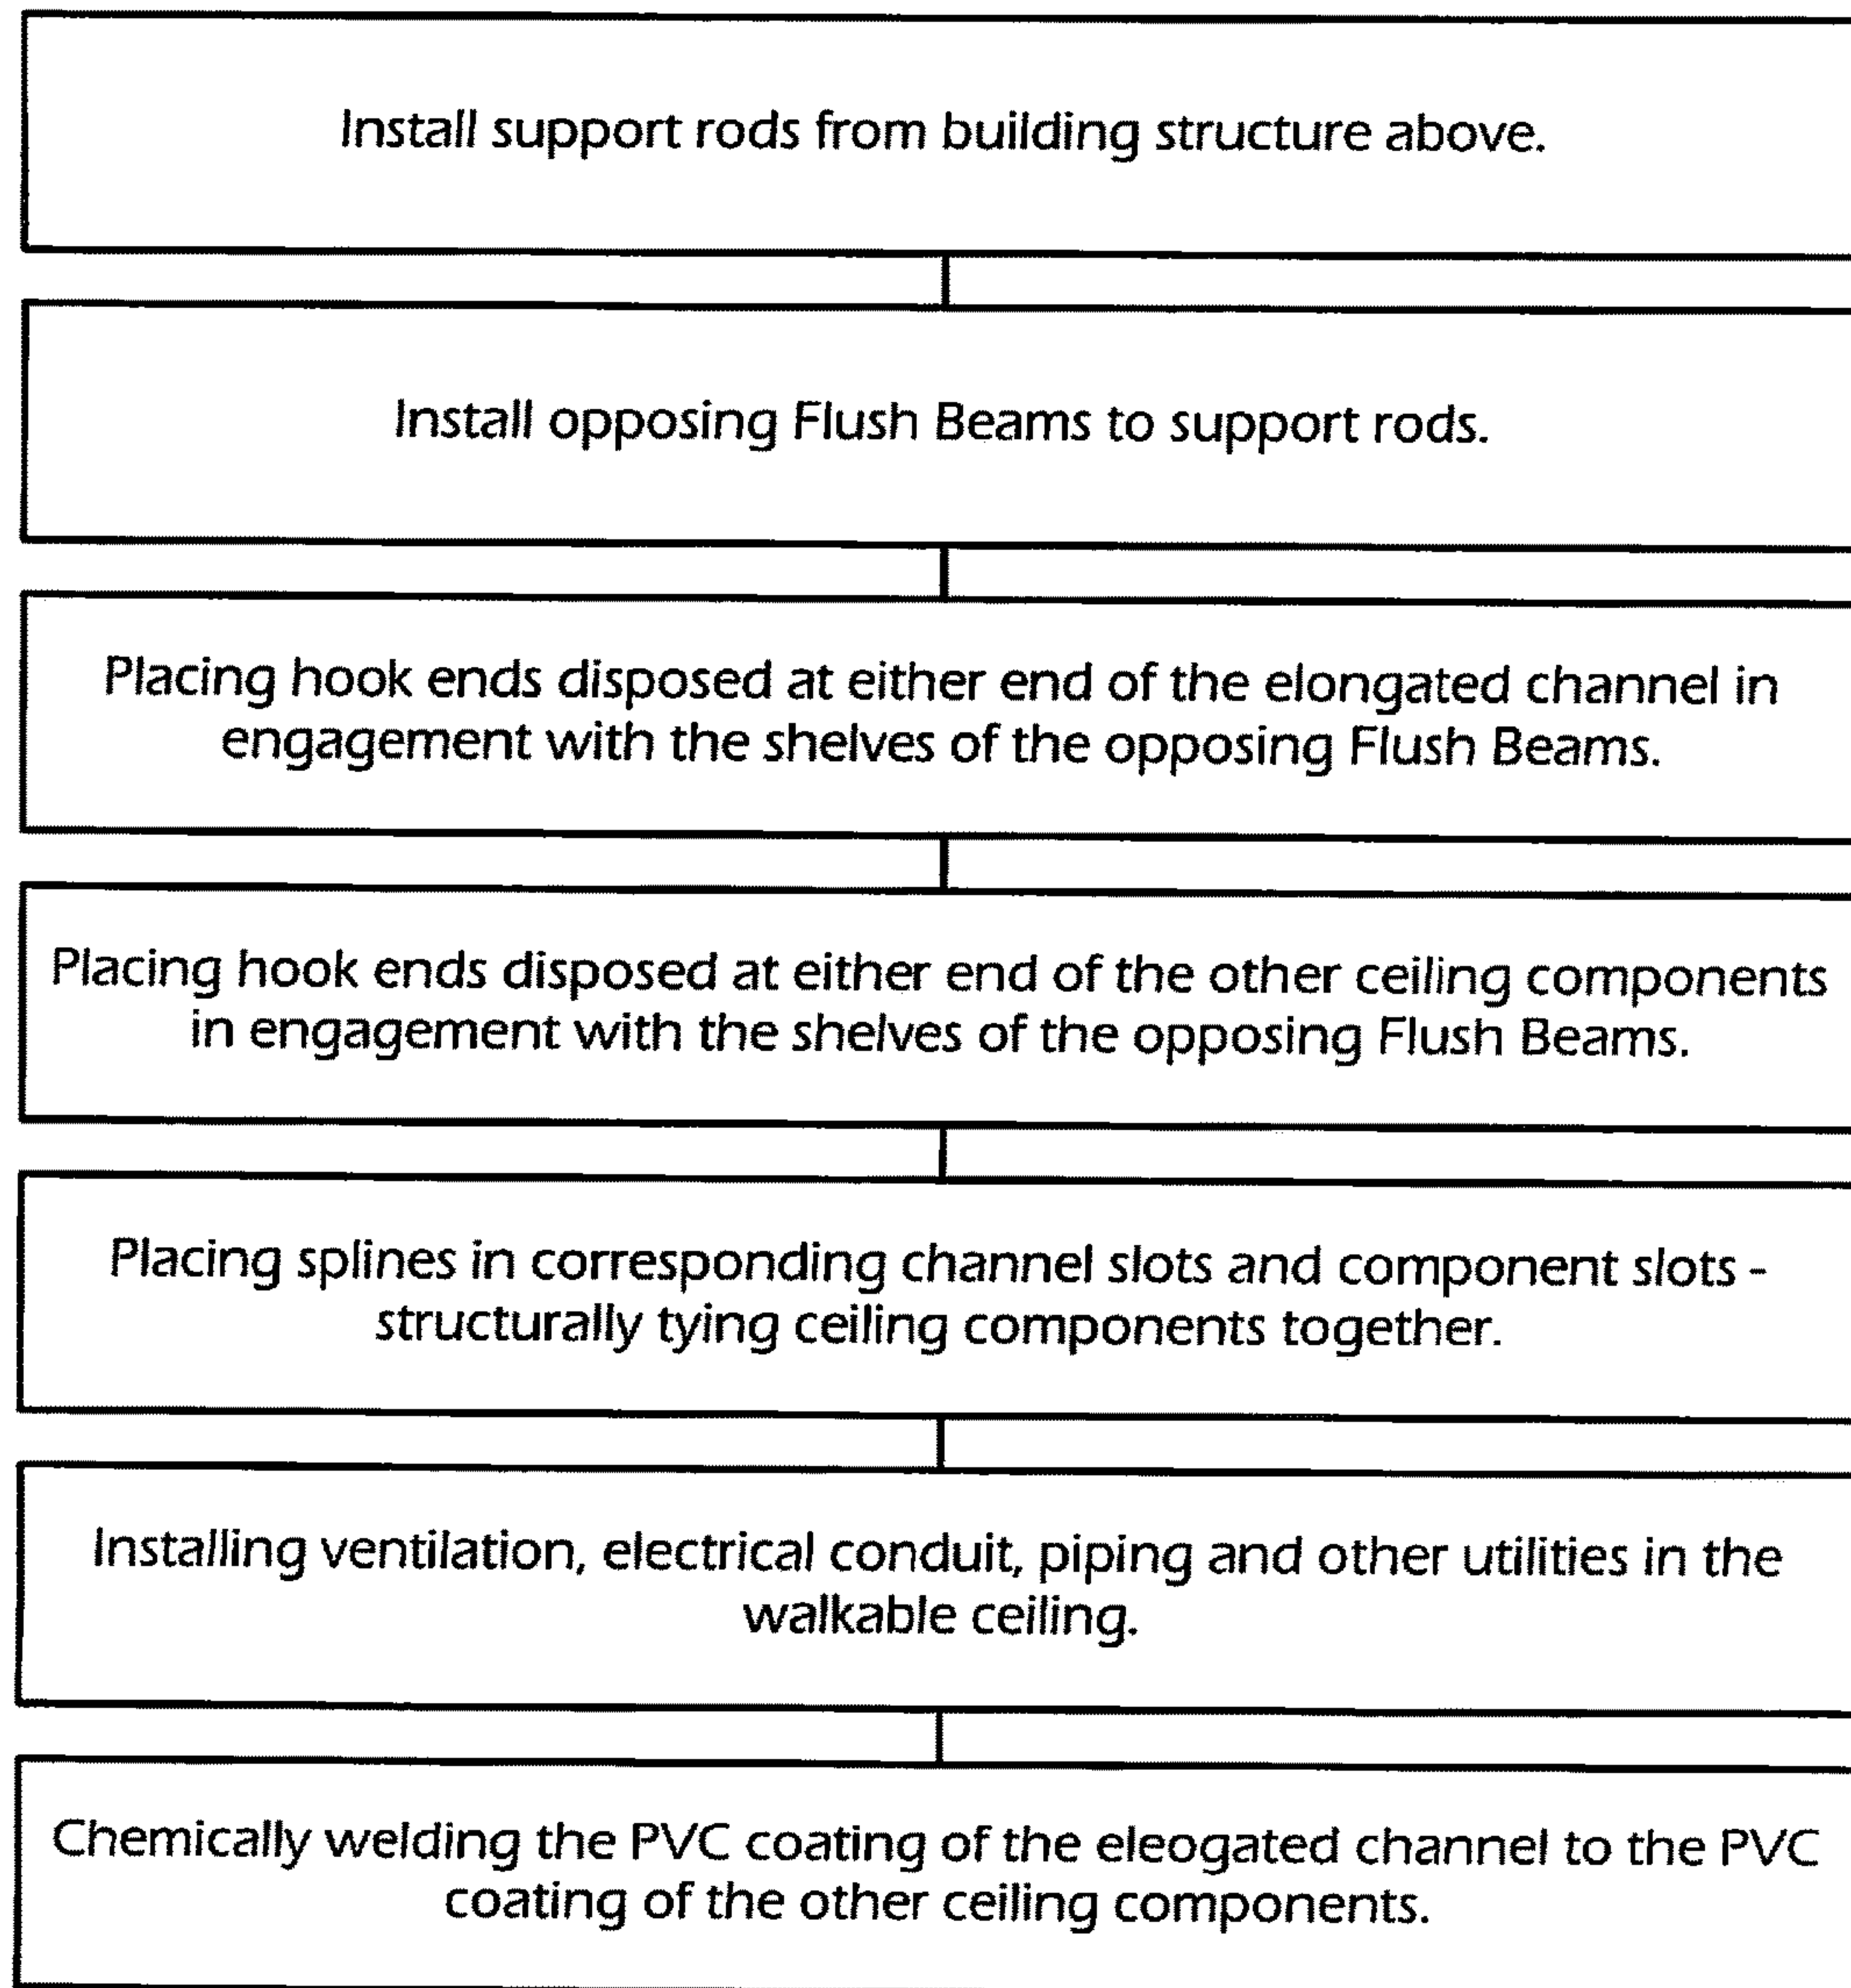 Install support rods from building structure above.
Install opposing Flush Beams to support rods.
Placing hook ends disposed at either end of the elongated channel in
engagement with the shelves of the opposing Flush Beams.
Placing hook ends disposed at either end of the other ceiling components
in engagement with the shelves of the opposing Flush Beams.
Placing splines in corresponding channel slots and component slots -
structurally tying ceiling components together.
Installing ventilation, electrical conduit, piping and other utilities in the
walkable ceiling.
Chemically welding the PVC coating of the eleogated channel to the PVC
coating of the other ceiling components.